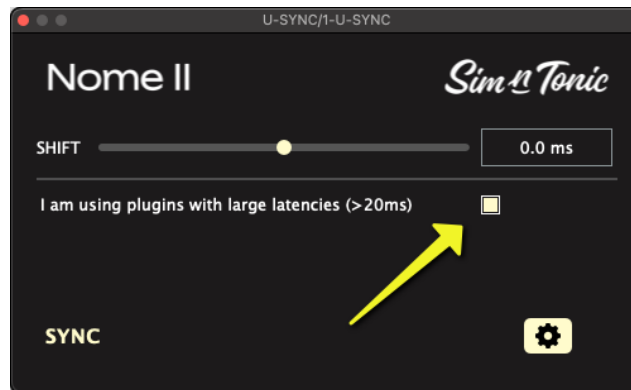 U-SYNC/1-U-SYNC
Nome II
Sim n Tonic
SHIFT 0.0 ms
I am using plugins with large latencies (>20ms)
SYNC